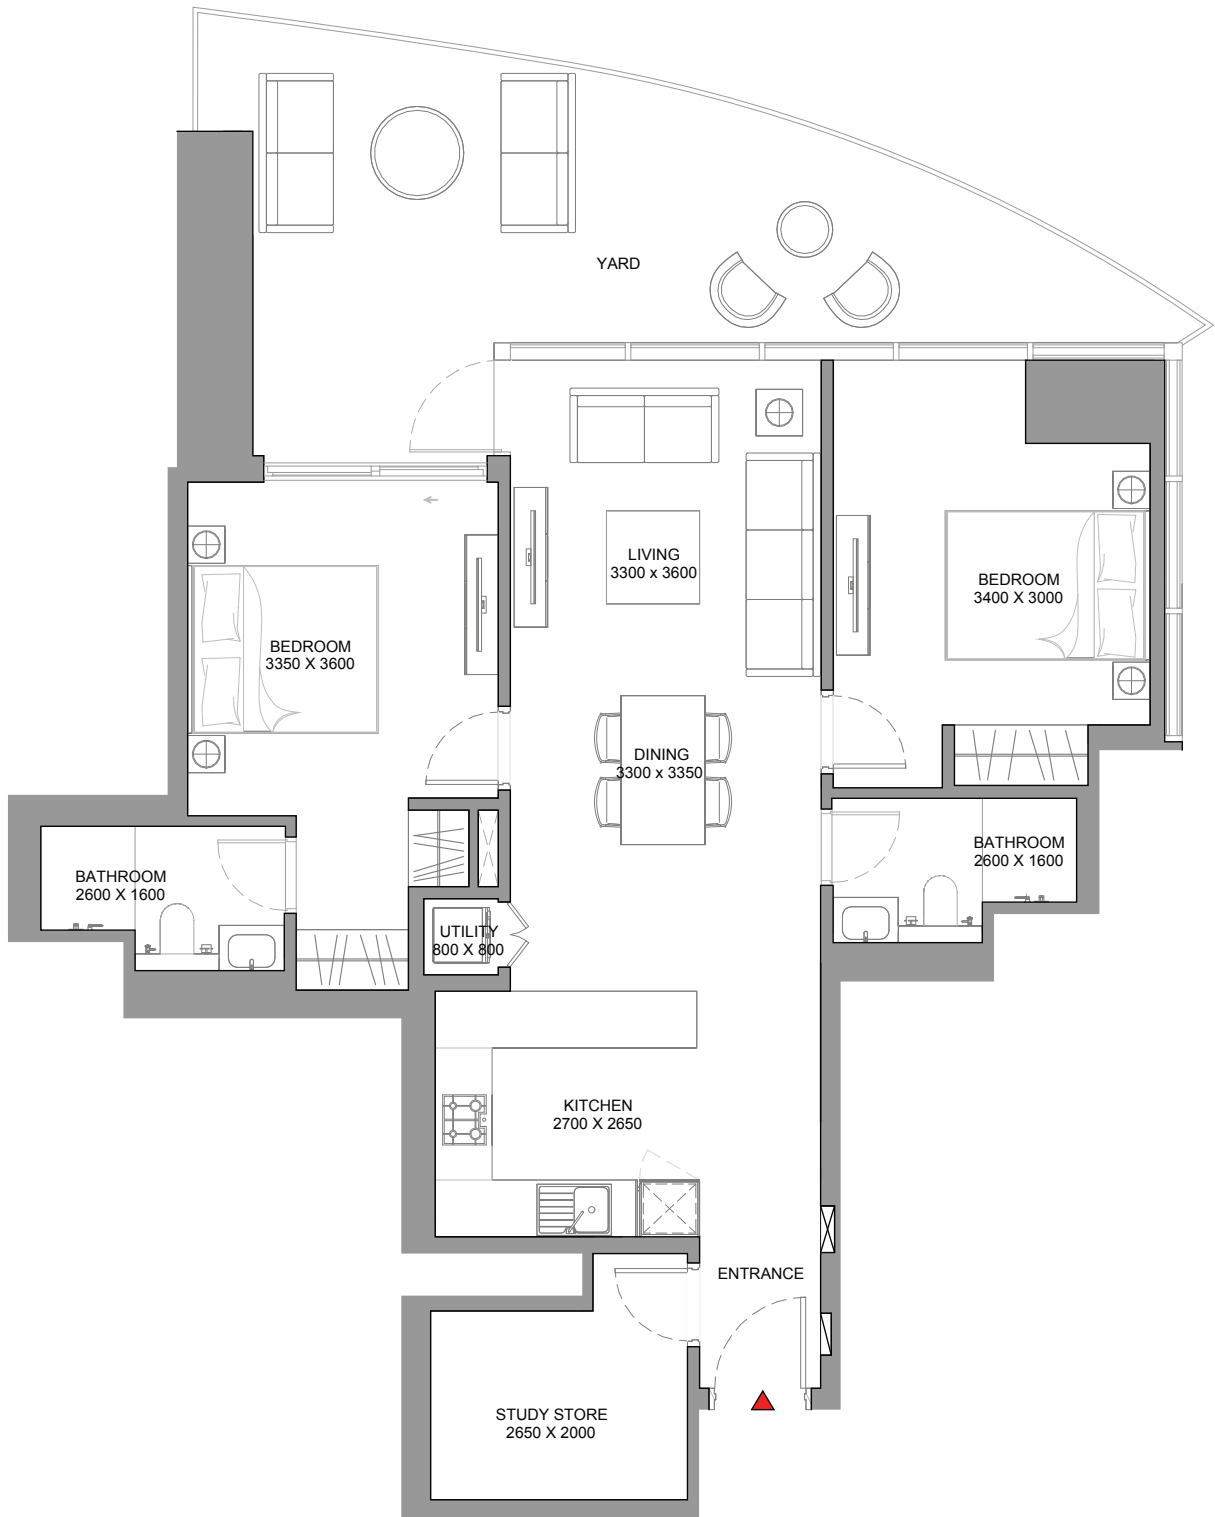 YARD
LIVING
3300 x 3600
BEDROOM
3400 X 3000
BEDROOM
3350 X 3600
DINING
3300 x 3350
BATHROOM
2600 X 1600
BATHROOM
2600 X 1600
UTILITY
800 X 800
KITCHEN
2700 X 2650
ENTRANCE
STUDY STORE
2650 X 2000